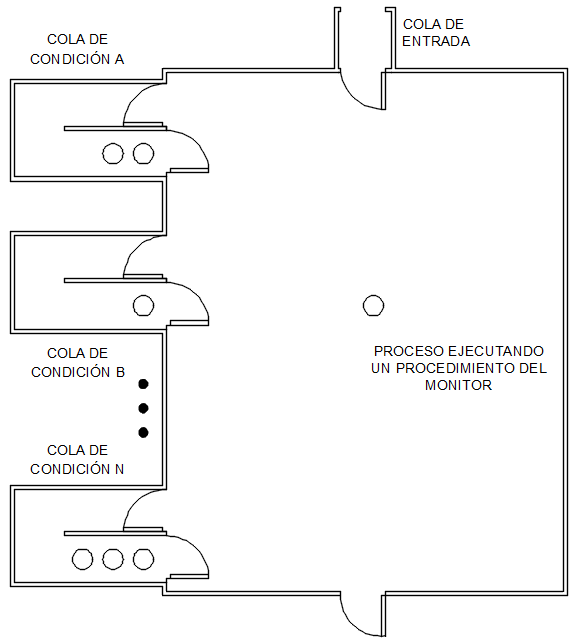 COLA DE
CONDICIÓN A
COLA DE
ENTRADA
PROCESO EJECUTANDO
UN PROCEDIMIENTO DEL
MONITOR
COLA DE
CONDICIÓN B
COLA DE
CONDICIÓN N